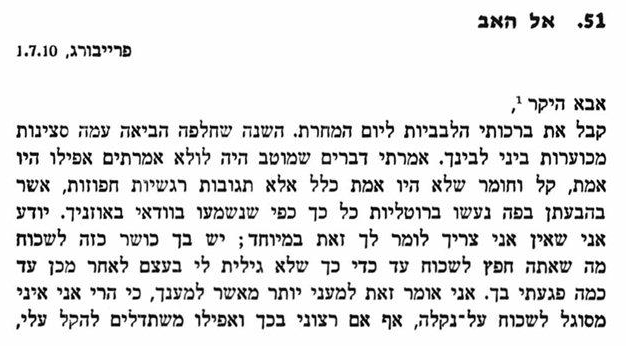 51. אל האב
פרייבורג, 1.7.10
אבא היקר 1,
קבל את ברכותי הלבביות ליום המחרת. השנה שחלפה הביאה עמה סצינות
מכוערות ביני לבינך. אמרתי דברים שמוטב היה לולא אמרתים אפילו היו
אמת, קל וחומר שלא היו אמת כלל אלא תגובות רגשיות חפוזות, אשר
בהבעתן בפה נעשו ברוטליות כל כך כפי שנשמעו בוודאי באוזניך. יודע
אני שאין אני צריך לומר לך זאת במיוחד; יש בך כושר כזה לשכוח
מה שאתה חפץ לשכוח עד כדי כך שלא גילית לי בעצם לאחר מכן עד
כמה פגעתי בך. אני אומר זאת למעני יותר מאשר למענך, כי הרי אני איני
מסוגל לשכוח על־נקלה, אף אם רצוני בכך ואפילו משתדלים להקל עלי,